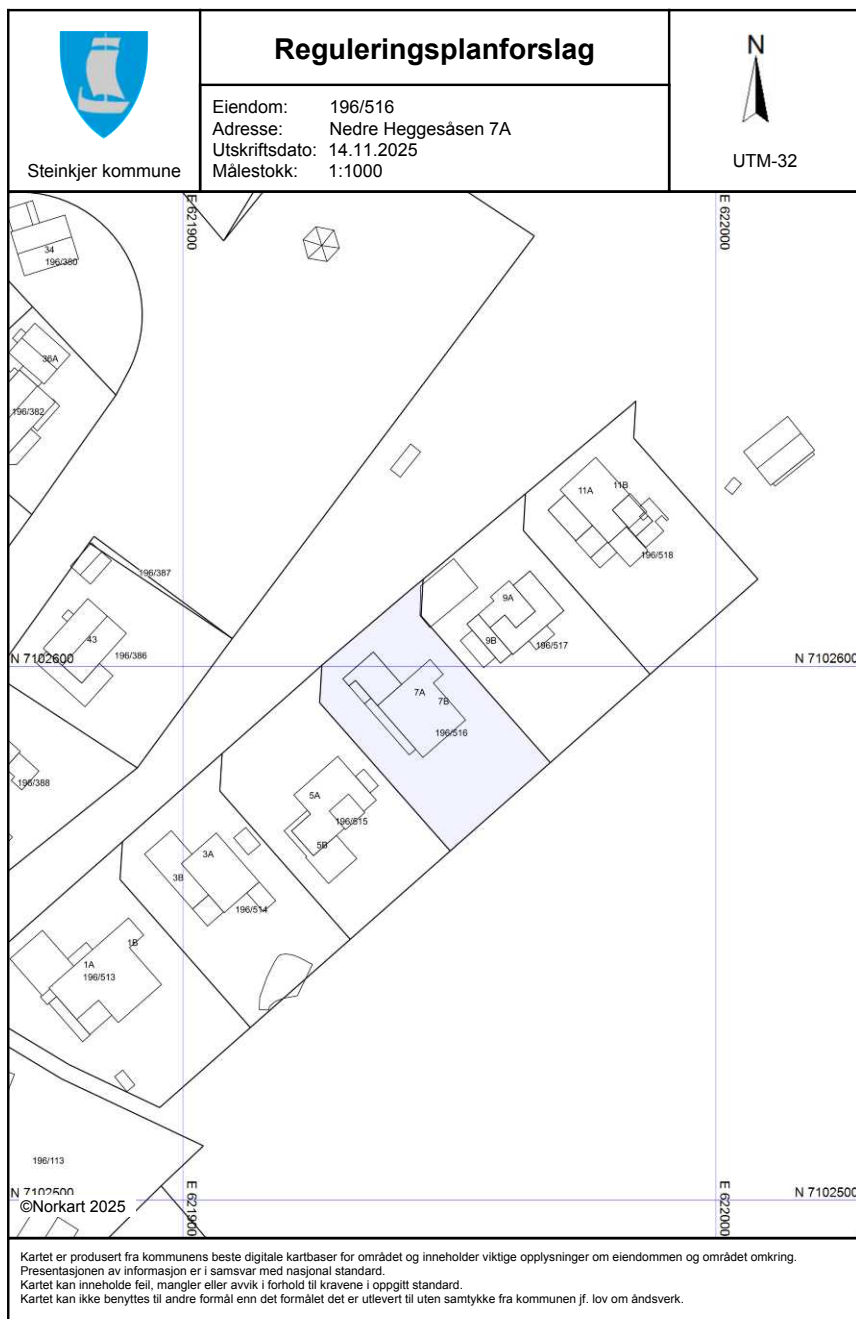 Reguleringsplanforslag
Eiendom: 196/516
Adresse: Nedre Heggesåsen 7A
Utskriftsdato: 14.11.2025
Målestokk: 1:1000
Steinkjer kommune
N
UTM-32
E 621900
E 622000
34
196/380
36A
196/382
11A
11B
196/518
196/387
9A
43
9B
196/517
196/386
N 7102600
N 7102600
7A
7B
196/516
196/388
5A
196/515
5B
3A
3B
196/514
1B
1A
196/513
196/113
N 7102500
N 7102500
E 621900
E 622000
©Norkart 2025
Kartet er produsert fra kommunens beste digitale kartbaser for området og inneholder viktige opplysninger om eiendommen og området omkring.
Presentasjonen av informasjon er i samsvar med nasjonal standard.
Kartet kan inneholde feil, mangler eller avvik i forhold til kravene i oppgitt standard.
Kartet kan ikke benyttes til andre formål enn det formålet det er utlevert til uten samtykke fra kommunen jf. lov om åndsverk.